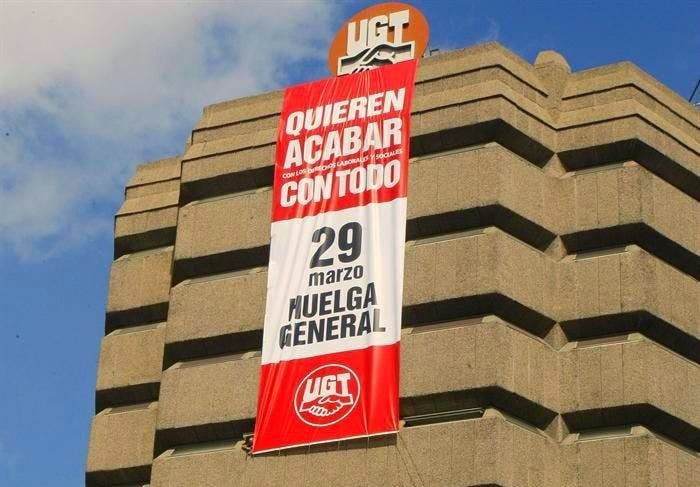 UGT
QUIEREN
ACABAR
CON LOS DERECHOS LABORALES Y SOCIALES
CON TODO
29
marzo
HUELGA
GENERAL
UGT